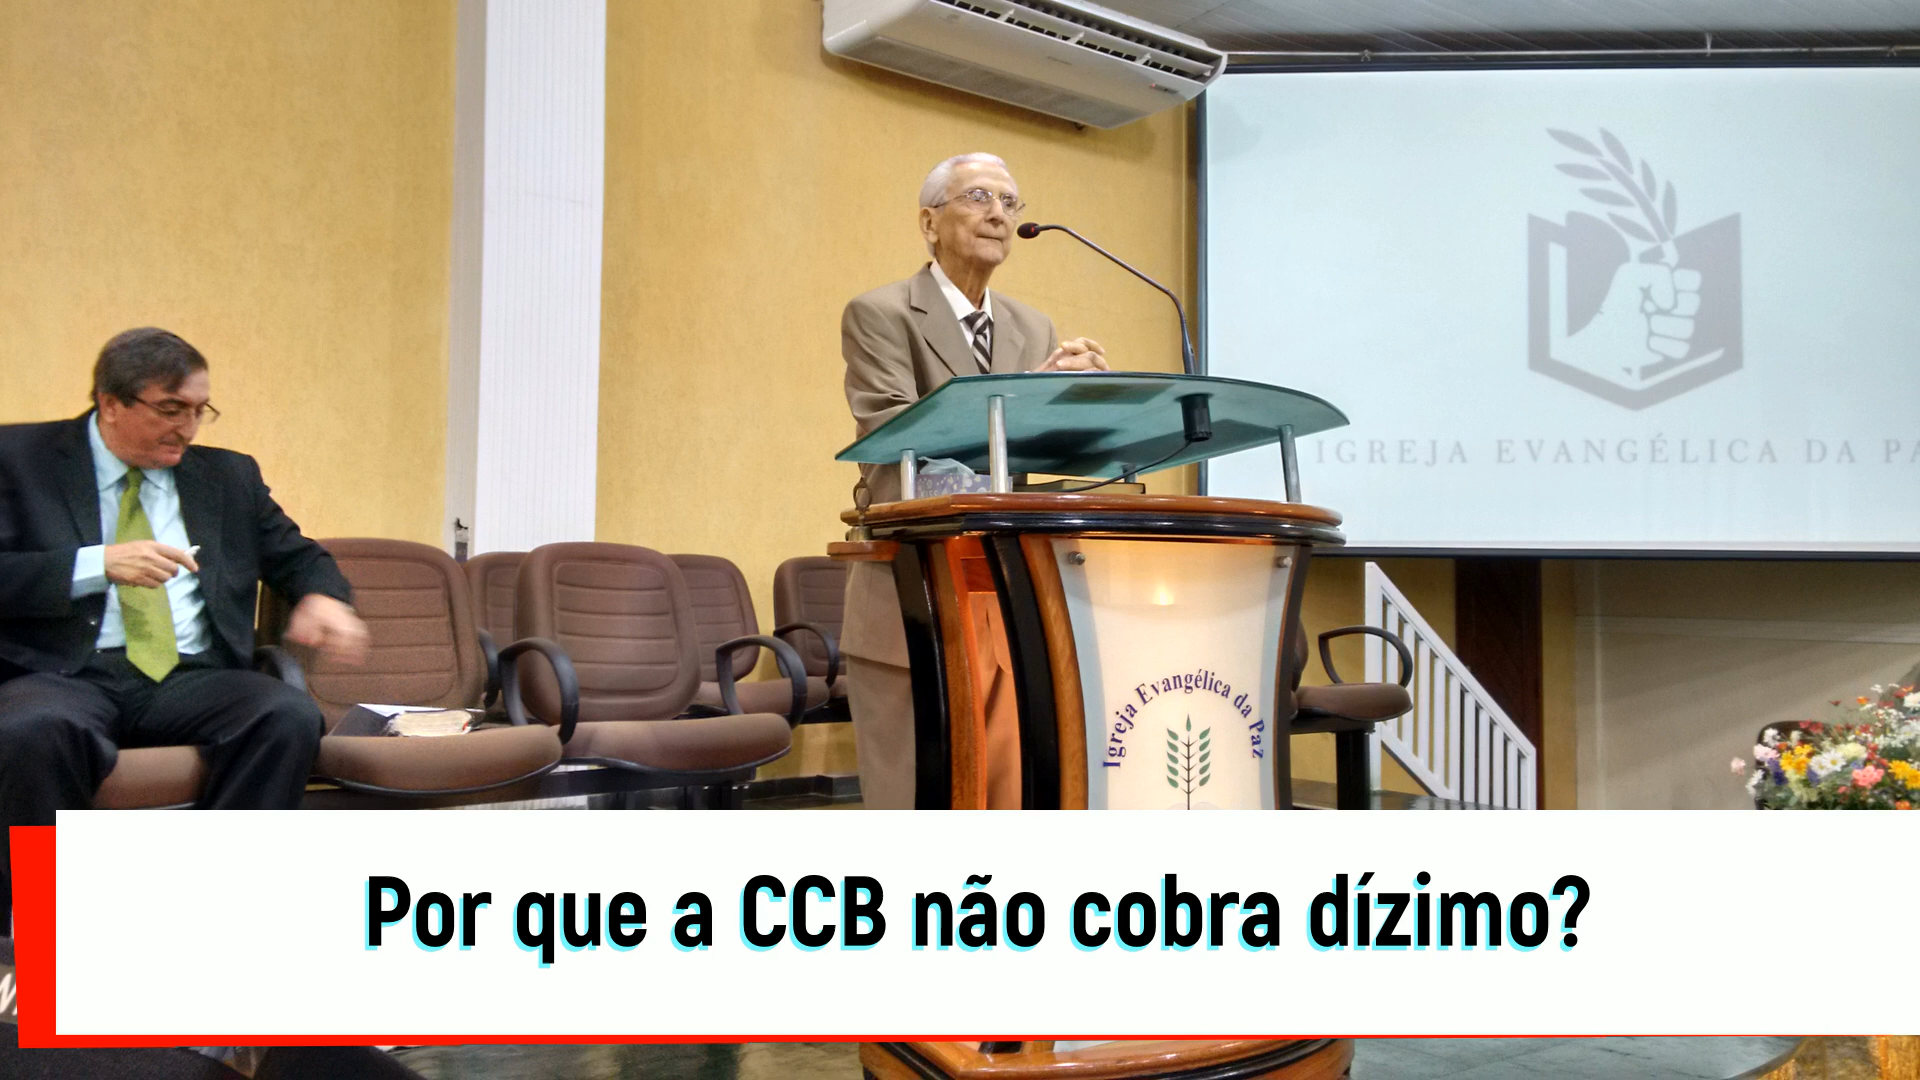 IGREJA EVANGÉLICA DA PA
Igreja Evangélica da Paz
Por que a CCB não cobra dízimo?